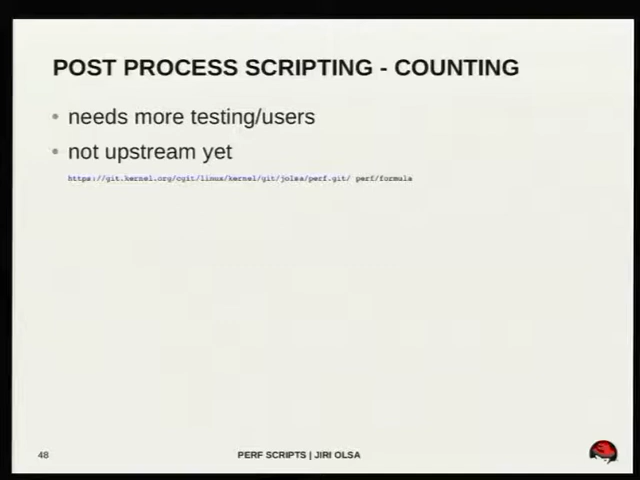 POST PROCESS SCRIPTING - COUNTING
• needs more testing/users
• not upstream yet
https://git.kernel.org/cgit/linux/kernel/git/jolsa/perf.git/ perf/formula
48
PERF SCRIPTS | JIRI OLSA